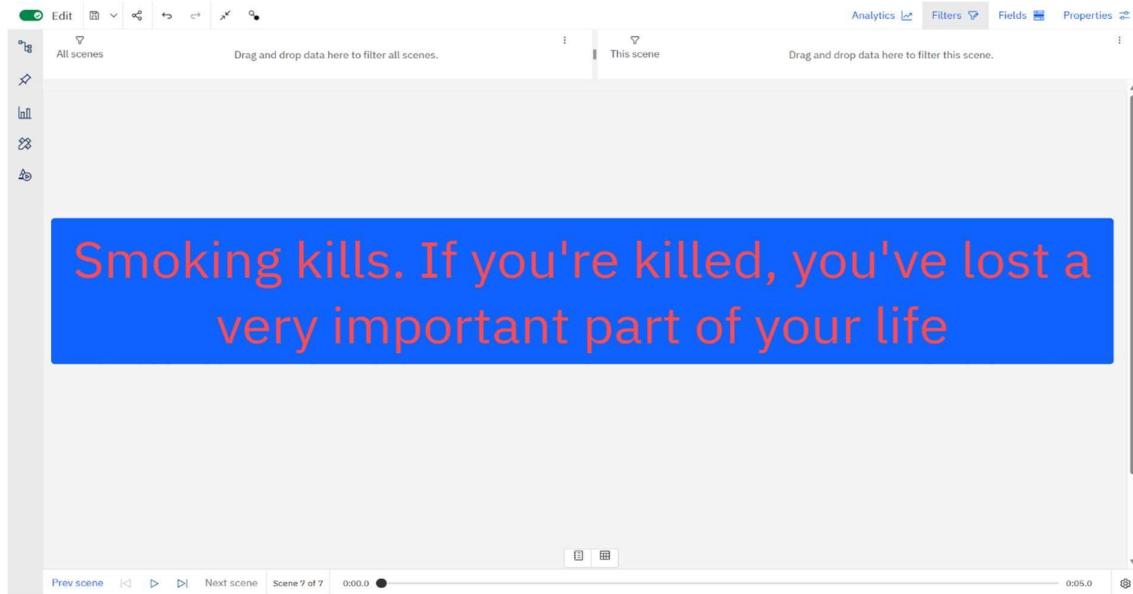 Edit
Analytics
Filters
Fields
Properties
All scenes
Drag and drop data here to filter all scenes.
This scene
Drag and drop data here to filter this scene.
Smoking kills. If you're killed, you've lost a
very important part of your life
Prev scene
Next scene
Scene 7 of 7
0:00.0
0:05.0